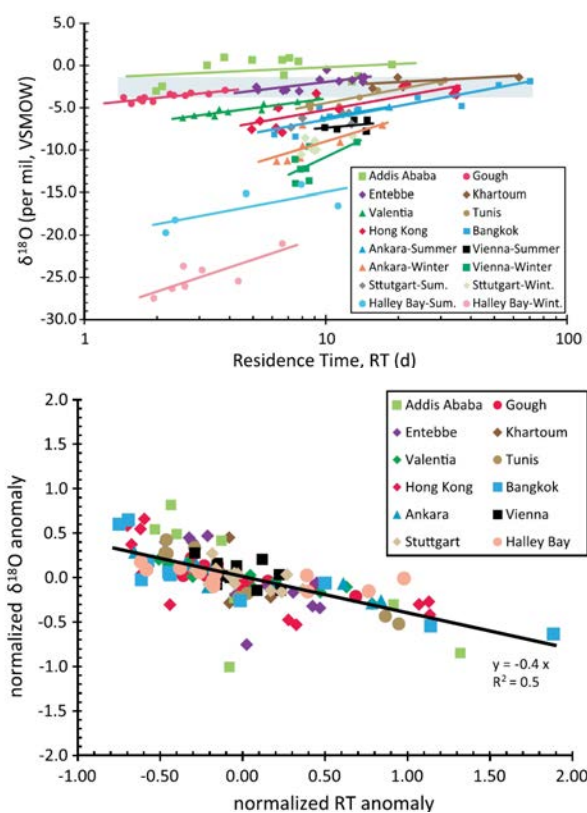 5.0
0.0
-5.0
-10.0
-15.0
-20.0
-25.0
-30.0
δ18O (per mil, VSMOW)
Addis Ababa Gough
Entebbe Khartoum
Valentia Tunis
Hong Kong Bangkok
Ankara-Summer Vienna-Summer
Ankara-Winter Vienna-Winter
Sttutgart-Sum. Sttutgart-Wint.
Halley Bay-Sum. Halley Bay-Wint.
1 10 100
Residence Time, RT (d)
2.0
1.5
1.0
0.5
0.0
-0.5
-1.0
-1.5
-2.0
normalized δ18O anomaly
Addis Ababa Gough
Entebbe Khartoum
Valentia Tunis
Hong Kong Bangkok
Ankara Vienna
Stuttgart Halley Bay
y = -0.4 x
R2 = 0.5
-1.00 -0.50 0.00 0.50 1.00 1.50 2.00
normalized RT anomaly